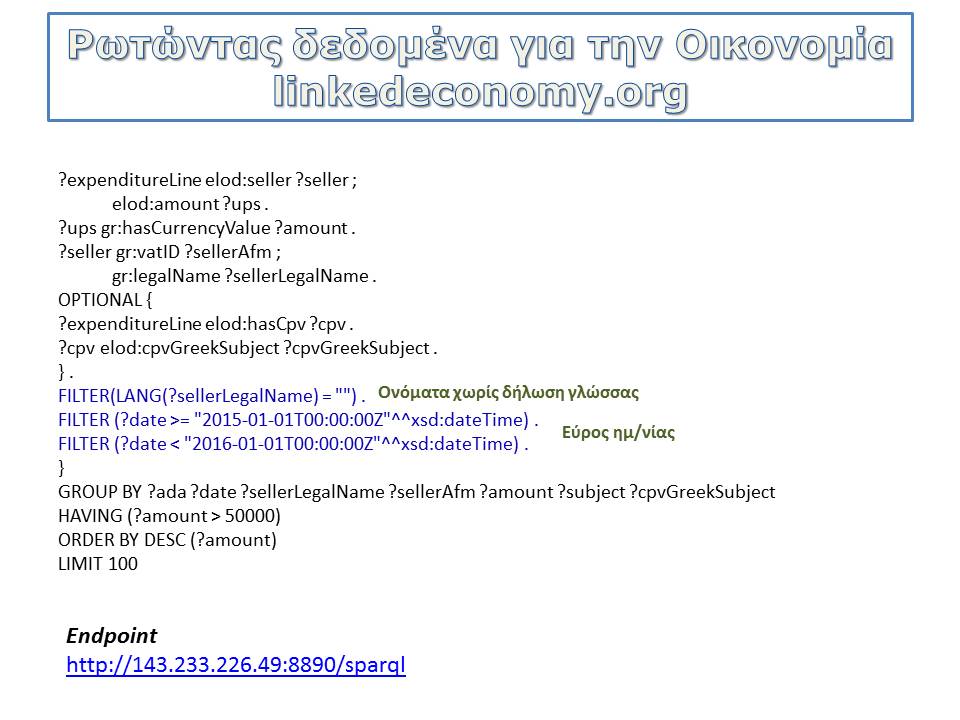 Ρωτώντας δεδομένα για την Οικονομία
linkedeconomy.org
?expenditureLine elod:seller ?seller ;
elod:amount ?ups .
?ups gr:hasCurrencyValue ?amount .
?seller gr:vatID ?sellerAfm ;
gr:legalName ?sellerLegalName .
OPTIONAL {
?expenditureLine elod:hasCpv ?cpv .
?cpv elod:cpvGreekSubject ?cpvGreekSubject .
} .
FILTER(LANG(?sellerLegalName) = "") . Ονόματα χωρίς δήλωση γλώσσας
FILTER (?date >= "2015-01-01T00:00:00Z"^^xsd:dateTime) .
Εύρος ημ/νίας
FILTER (?date < "2016-01-01T00:00:00Z"^^xsd:dateTime) .
}
GROUP BY ?ada ?date ?sellerLegalName ?sellerAfm ?amount ?subject ?cpvGreekSubject
HAVING (?amount > 50000)
ORDER BY DESC (?amount)
LIMIT 100
Endpoint
http://143.233.226.49:8890/sparql